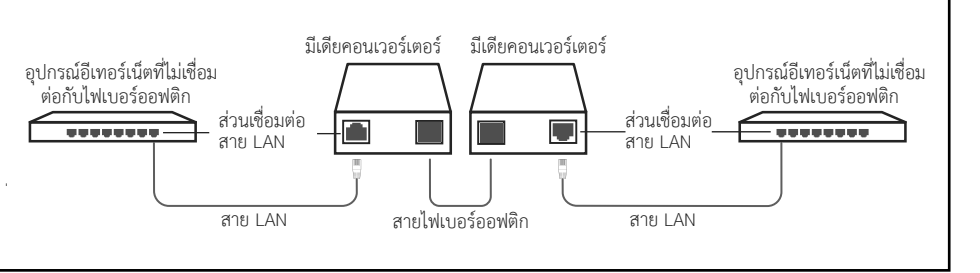 มีเดียคอนเวอร์เตอร์
มีเดียคอนเวอร์เตอร์
อุปกรณ์อีเทอร์เน็ตที่ไม่เชื่อม
ต่อกับไฟเบอร์ออฟติก
อุปกรณ์อีเทอร์เน็ตที่ไม่เชื่อม
ต่อกับไฟเบอร์ออฟติก
ส่วนเชื่อมต่อ
สาย LAN
ส่วนเชื่อมต่อ
สาย LAN
สาย LAN
สายไฟเบอร์ออฟติก
สาย LAN